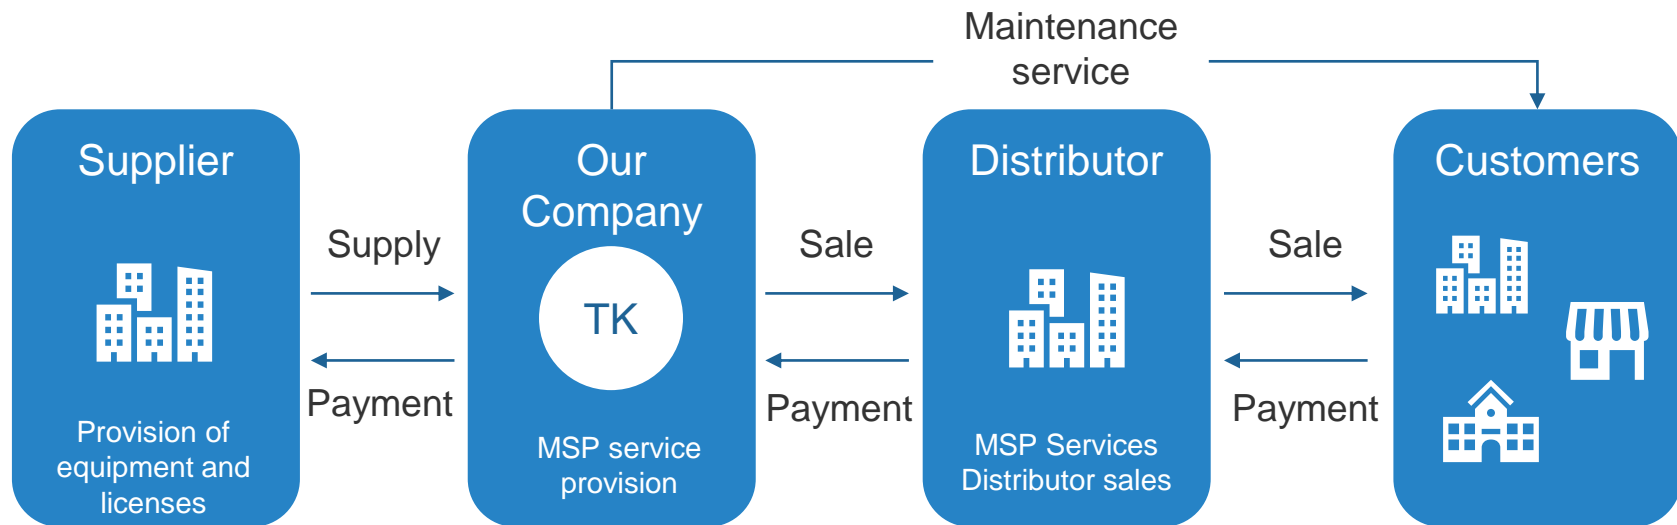 Maintenance
service
Supplier
Our
Company
Distributor
Customers
Supply
Sale
Sale
TK
Payment
Payment
Payment
Provision of
equipment and
licenses
MSP service
provision
MSP Services
Distributor sales